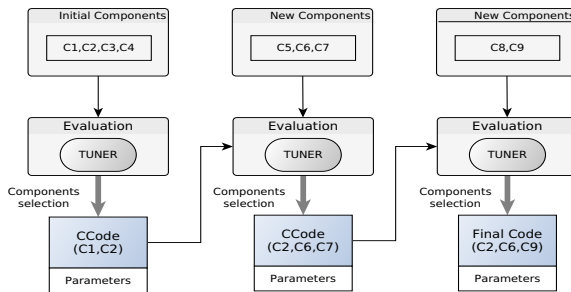 Initial Components
C1,C2,C3,C4
Evaluation
TUNER
Components
selection
CCode
(C1,C2)
Parameters
New Components
C5,C6,C7
Evaluation
TUNER
Components
selection
CCode
(C2,C6,C7)
Parameters
New Components
C8,C9
Evaluation
TUNER
Components
selection
Final Code
(C2,C6,C9)
Parameters